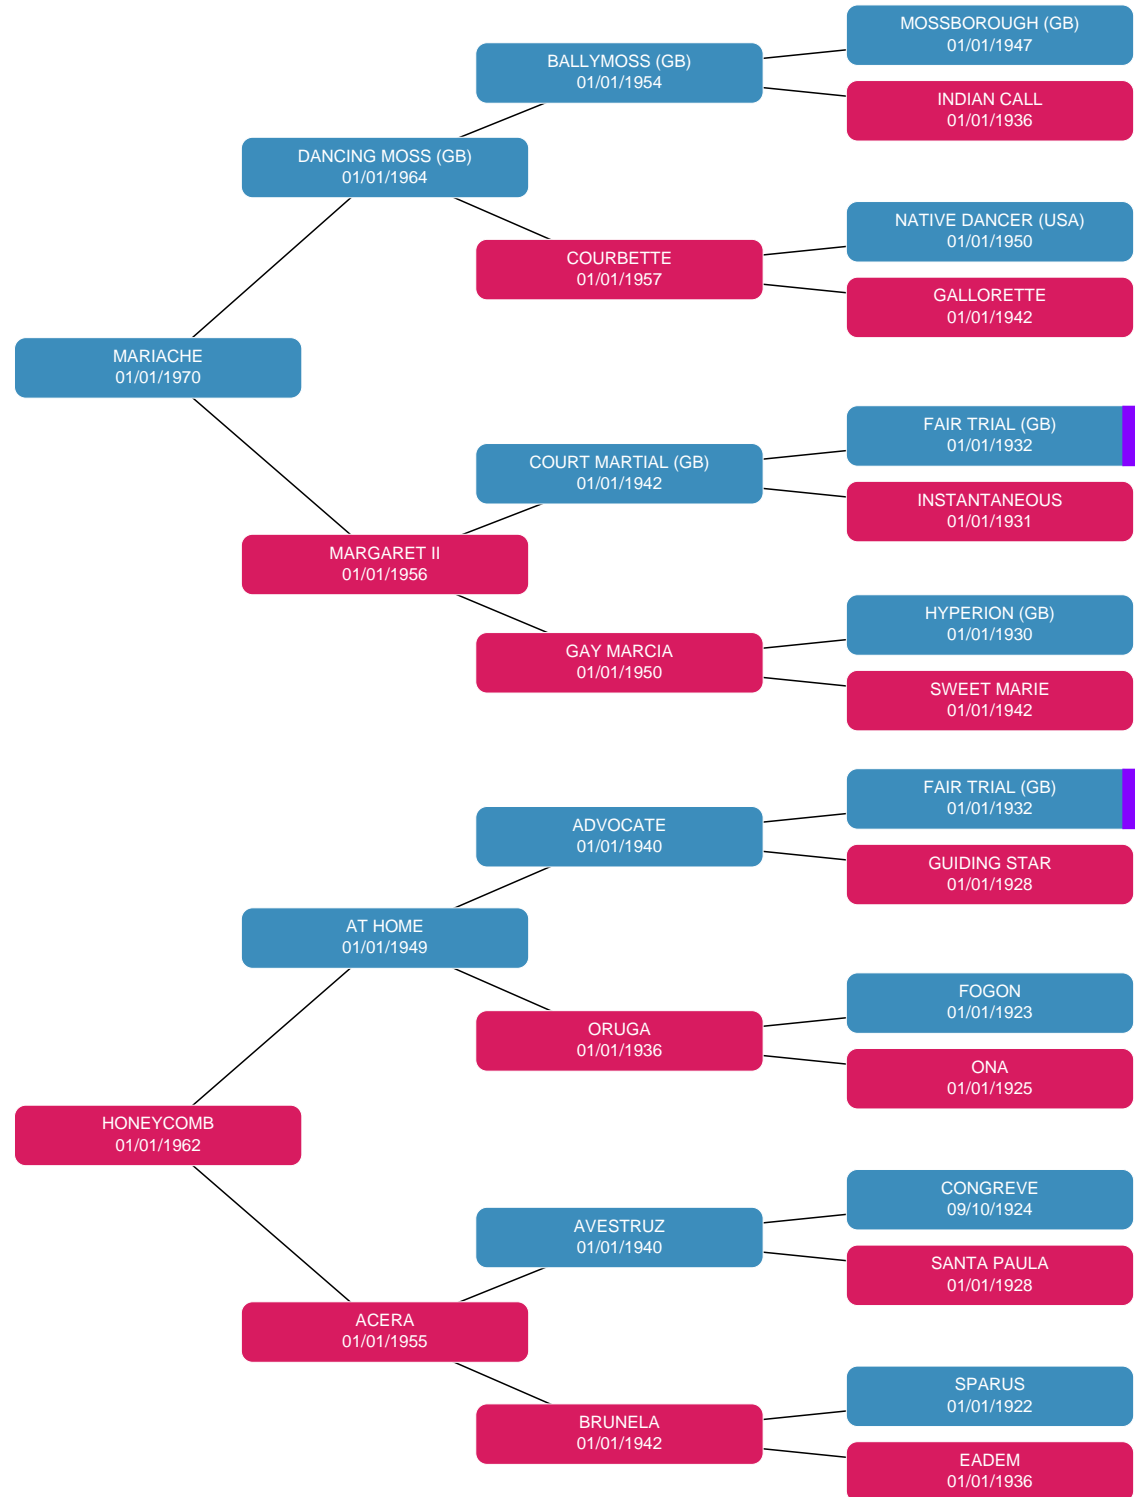 MOSSBOROUGH (GB)
01/01/1947
BALLYMOSS (GB)
01/01/1954
INDIAN CALL
01/01/1936
DANCING MOSS (GB)
01/01/1964
NATIVE DANCER (USA)
01/01/1950
COURBETTE
01/01/1957
GALLORETTE
01/01/1942
MARIACHE
01/01/1970
FAIR TRIAL (GB)
01/01/1932
COURT MARTIAL (GB)
01/01/1942
INSTANTANEOUS
01/01/1931
MARGARET II
01/01/1956
HYPERION (GB)
01/01/1930
GAY MARCIA
01/01/1950
SWEET MARIE
01/01/1942
FAIR TRIAL (GB)
01/01/1932
ADVOCATE
01/01/1940
GUIDING STAR
01/01/1928
AT HOME
01/01/1949
FOGON
01/01/1923
ORUGA
01/01/1936
ONA
01/01/1925
HONEYCOMB
01/01/1962
CONGREVE
09/10/1924
AVESTRUZ
01/01/1940
SANTA PAULA
01/01/1928
ACERA
01/01/1955
SPARUS
01/01/1922
BRUNELA
01/01/1942
EADEM
01/01/1936